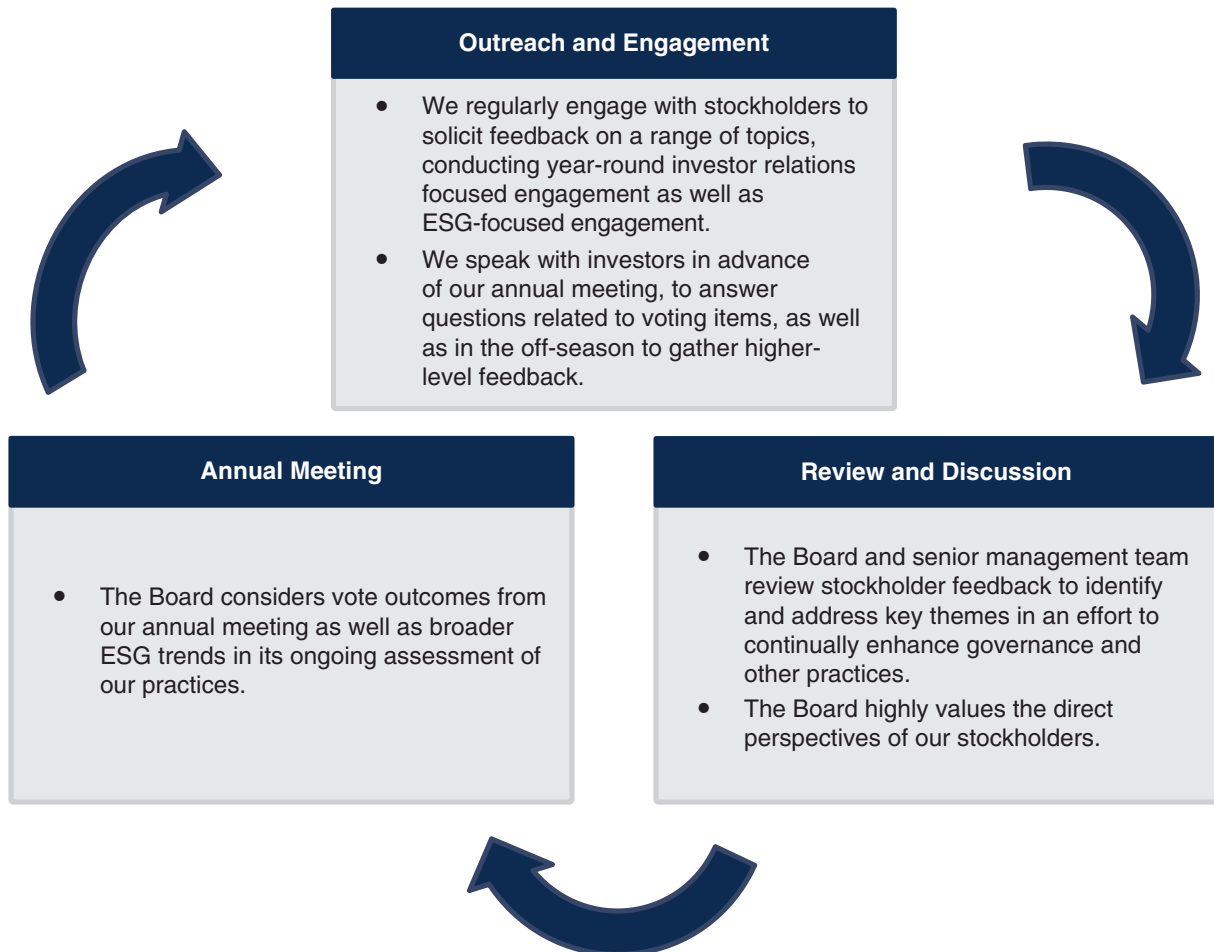 Outreach and Engagement
• We regularly engage with stockholders to
solicit feedback on a range of topics,
conducting year-round investor relations
focused engagement as well as
ESG-focused engagement.
• We speak with investors in advance
of our annual meeting, to answer
questions related to voting items, as well
as in the off-season to gather higher-
level feedback.
Annual Meeting
• The Board considers vote outcomes from
our annual meeting as well as broader
ESG trends in its ongoing assessment of
our practices.
Review and Discussion
• The Board and senior management team
review stockholder feedback to identify
and address key themes in an effort to
continually enhance governance and
other practices.
• The Board highly values the direct
perspectives of our stockholders.